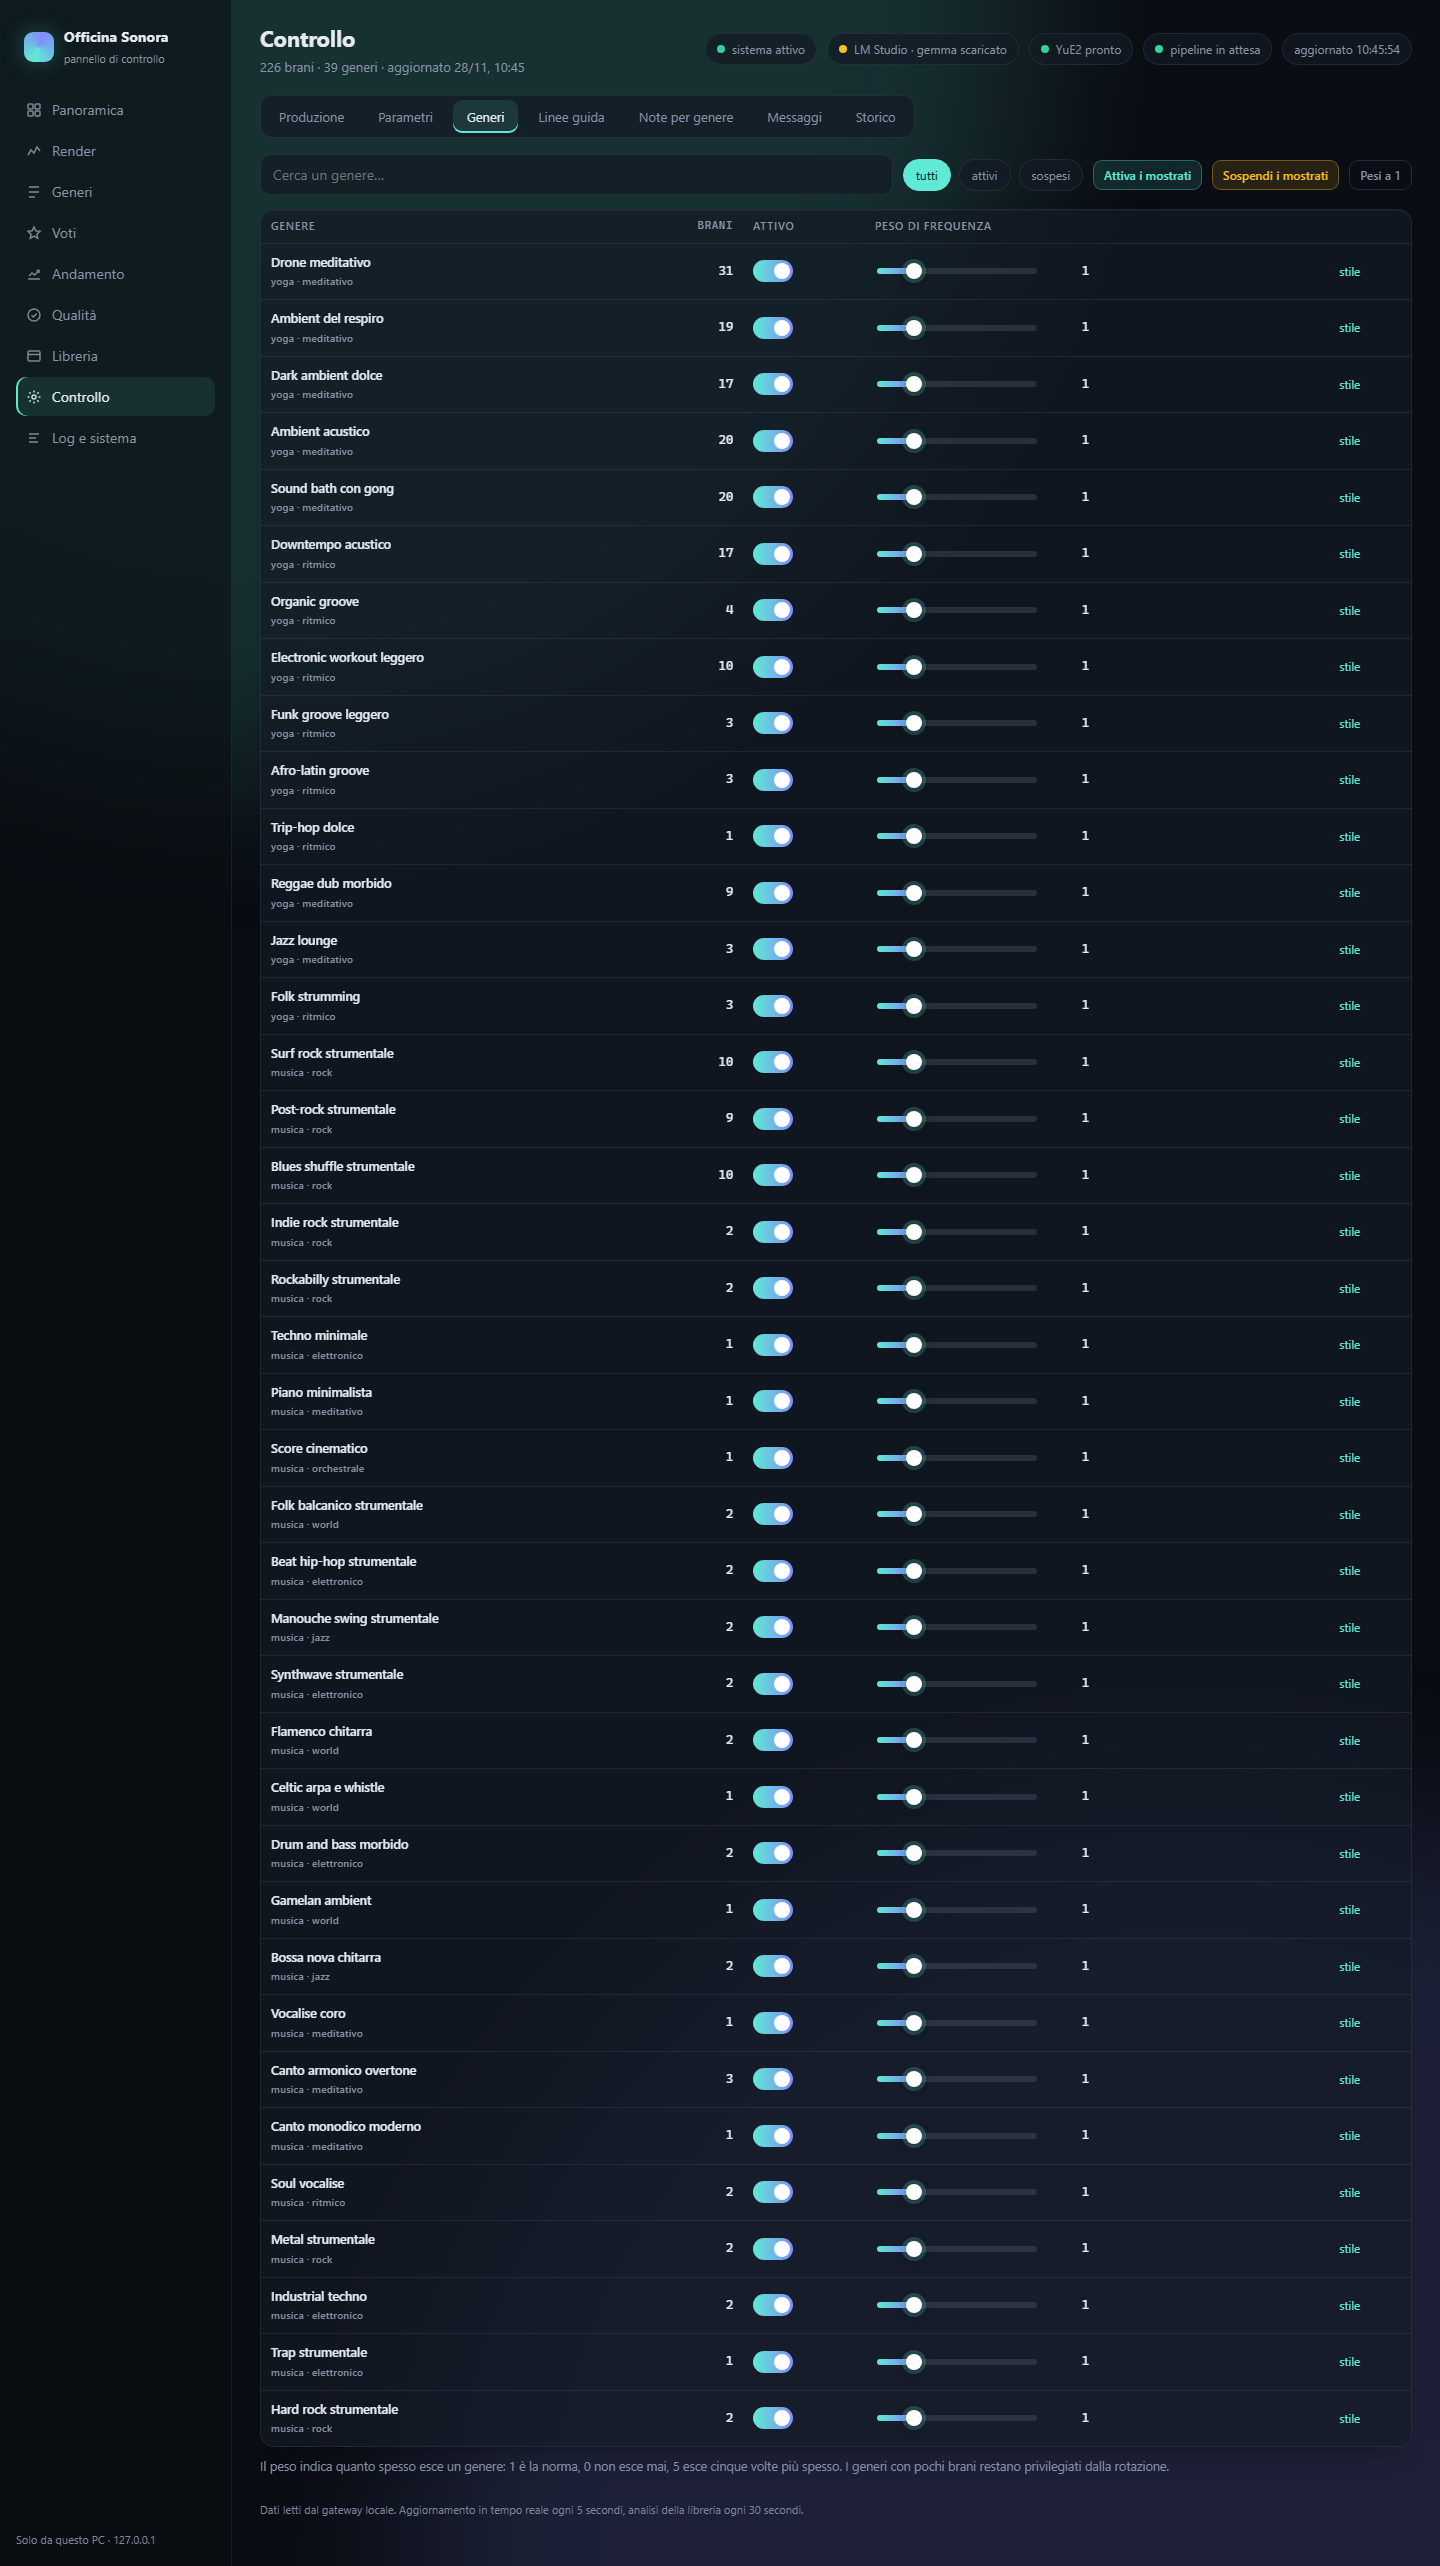 Officina Sonora
pannello di controllo
Panoramica
Render
Generi
Voti
Andamento
Qualità
Libreria
Controllo
Log e sistema
Solo da questo PC · 127.0.0.1
Controllo
226 brani · 39 generi · aggiornato 28/11, 10:45
sistema attivo
LM Studio · gemma scaricato
YuE2 pronto
pipeline in attesa
aggiornato 10:45:54
Produzione Parametri Generi Linee guida Note per genere Messaggi Storico
Cerca un genere...
tutti attivi sospesi Attiva i mostrati Sospendi i mostrati Pesi a 1
GENERE BRANI ATTIVO PESO DI FREQUENZA
Drone meditativo 31 1 stile
yoga · meditativo
Ambient del respiro 19 1 stile
yoga · meditativo
Dark ambient dolce 17 1 stile
yoga · meditativo
Ambient acustico 20 1 stile
yoga · meditativo
Sound bath con gong 20 1 stile
yoga · meditativo
Downtempo acustico 17 1 stile
yoga · ritmico
Organic groove 4 1 stile
yoga · ritmico
Electronic workout leggero 10 1 stile
yoga · ritmico
Funk groove leggero 3 1 stile
yoga · ritmico
Afro-latin groove 3 1 stile
yoga · ritmico
Trip-hop dolce 1 1 stile
yoga · ritmico
Reggae dub morbido 9 1 stile
yoga · meditativo
Jazz lounge 3 1 stile
yoga · meditativo
Folk strumming 3 1 stile
yoga · ritmico
Surf rock strumentale 10 1 stile
musica · rock
Post-rock strumentale 9 1 stile
musica · rock
Blues shuffle strumentale 10 1 stile
musica · rock
Indie rock strumentale 2 1 stile
musica · rock
Rockabilly strumentale 2 1 stile
musica · rock
Techno minimale 1 1 stile
musica · elettronico
Piano minimalista 1 1 stile
musica · meditativo
Score cinematico 1 1 stile
musica · orchestrale
Folk balcanico strumentale 2 1 stile
musica · world
Beat hip-hop strumentale 2 1 stile
musica · elettronico
Manouche swing strumentale 2 1 stile
musica · jazz
Synthwave strumentale 2 1 stile
musica · elettronico
Flamenco chitarra 2 1 stile
musica · world
Celtic arpa e whistle 1 1 stile
musica · world
Drum and bass morbido 2 1 stile
musica · elettronico
Gamelan ambient 1 1 stile
musica · world
Bossa nova chitarra 2 1 stile
musica · jazz
Vocalise coro 1 1 stile
musica · meditativo
Canto armonico overtone 3 1 stile
musica · meditativo
Canto monodico moderno 1 1 stile
musica · meditativo
Soul vocalise 2 1 stile
musica · ritmico
Metal strumentale 2 1 stile
musica · rock
Industrial techno 2 1 stile
musica · elettronico
Trap strumentale 1 1 stile
musica · elettronico
Hard rock strumentale 2 1 stile
musica · rock
Il peso indica quanto spesso esce un genere: 1 è la norma, 0 non esce mai, 5 esce cinque volte più spesso. I generi con pochi brani restano privilegiati dalla rotazione.
Dati letti dal gateway locale. Aggiornamento in tempo reale ogni 5 secondi, analisi della libreria ogni 30 secondi.